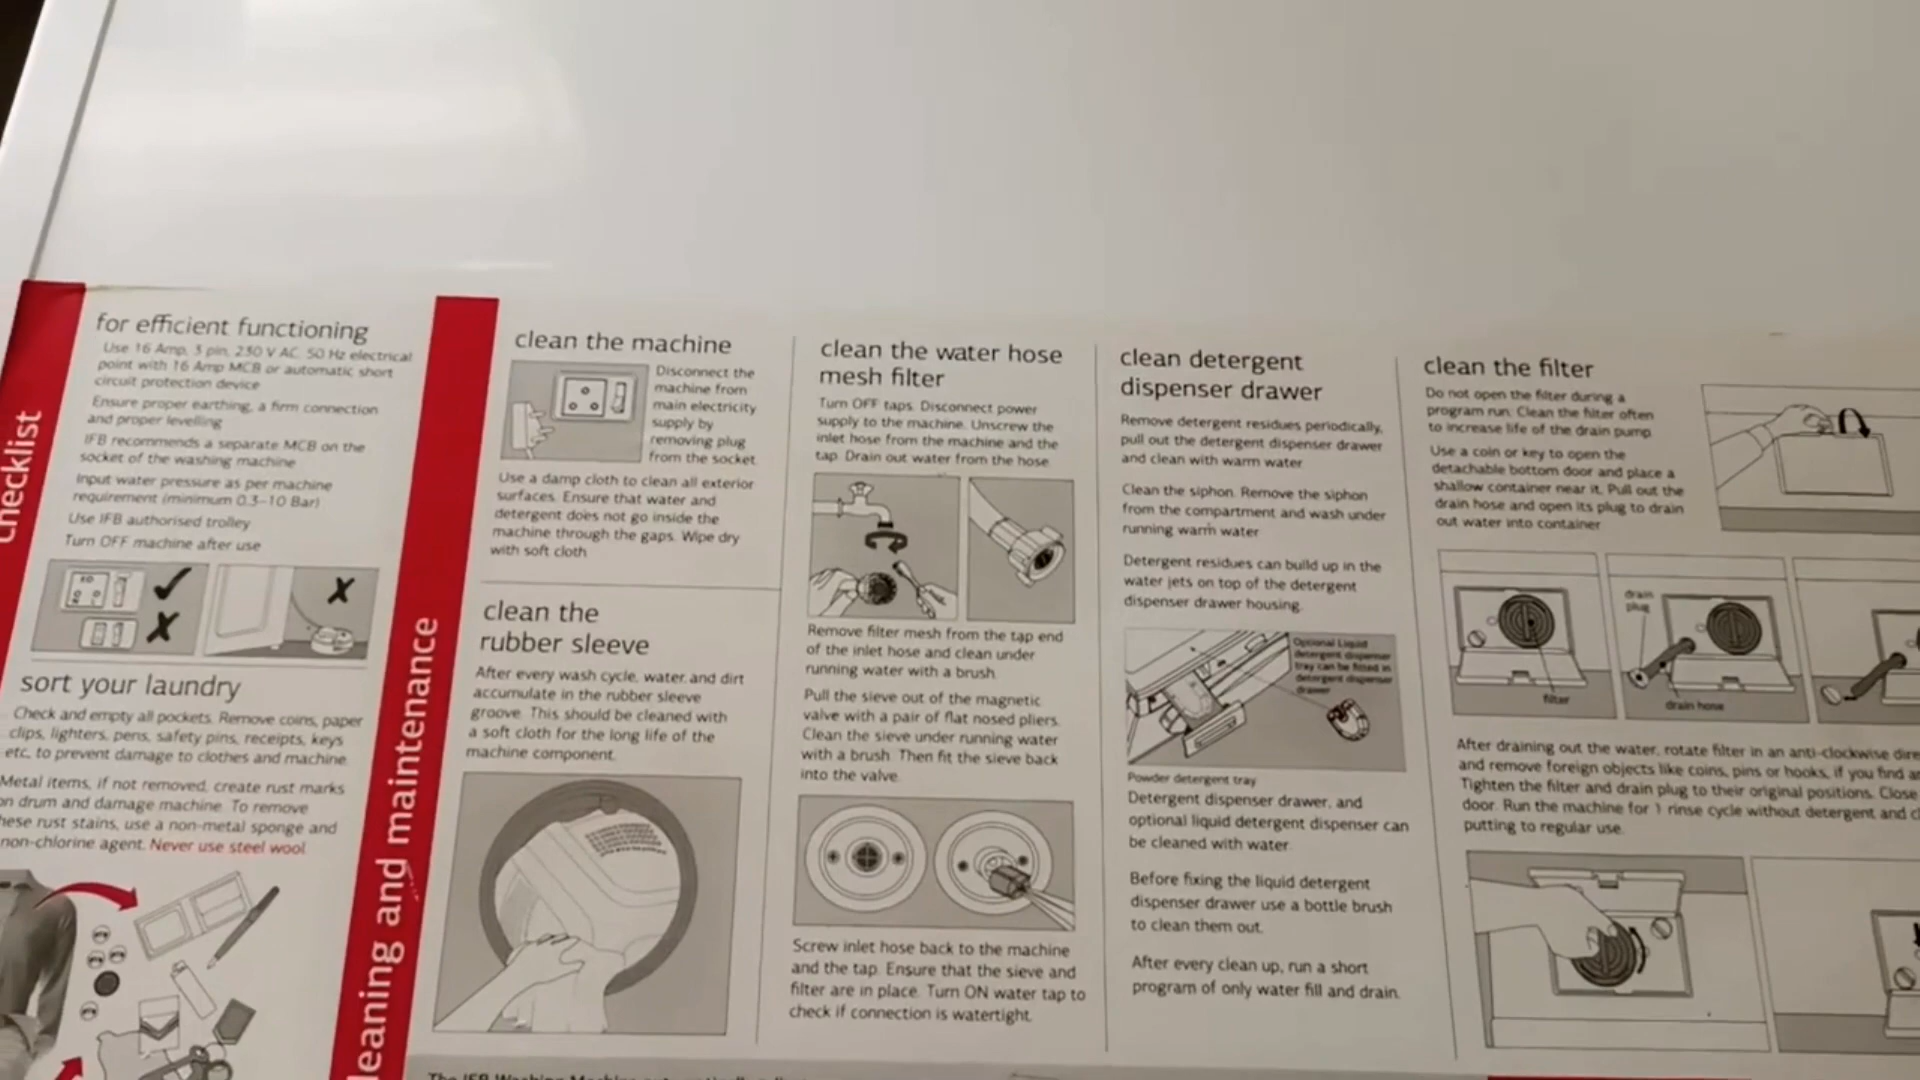 checklist
for efficient functioning
Use 16 Amp, 3 pin, 230 V AC, 50 Hz electrical
point with 16 Amp MCB or automatic short
circuit protection device
Ensure proper earthing, a firm connection
and proper levelling
IFB recommends a separate MCB on the
socket of the washing machine
Input water pressure as per machine
requirement (minimum 0.3–10 Bar)
Use IFB authorised trolley
Turn OFF machine after use
sort your laundry
Check and empty all pockets. Remove coins, paper
clips, lighters, pens, safety pins, receipts, keys
etc, to prevent damage to clothes and machine
Metal items, if not removed, create rust marks
on drum and damage machine. To remove
these rust stains, use a non-metal sponge and
non-chlorine agent. Never use steel wool
leaning and maintenance
clean the machine
Disconnect the
machine from
main electricity
supply by
removing plug
from the socket
Use a damp cloth to clean all exterior
surfaces. Ensure that water and
detergent does not go inside the
machine through the gaps. Wipe dry
with soft cloth
clean the
rubber sleeve
After every wash cycle, water and dirt
accumulate in the rubber sleeve
groove. This should be cleaned with
a soft cloth for the long life of the
machine component.
clean the water hose
mesh filter
Turn OFF taps. Disconnect power
supply to the machine. Unscrew the
inlet hose from the machine and the
tap. Drain out water from the hose
Remove filter mesh from the tap end
of the inlet hose and clean under
running water with a brush.
Pull the sieve out of the magnetic
valve with a pair of flat nosed pliers.
Clean the sieve under running water
with a brush. Then fit the sieve back
into the valve.
Screw inlet hose back to the machine
and the tap. Ensure that the sieve and
filter are in place. Turn ON water tap to
check if connection is watertight.
clean detergent
dispenser drawer
Remove detergent residues periodically,
pull out the detergent dispenser drawer
and clean with warm water
Clean the siphon. Remove the siphon
from the compartment and wash under
running warm water
Detergent residues can build up in the
water jets on top of the detergent
dispenser drawer housing.
Optional Liquid
detergent dispenser
tray can be fitted in
detergent dispenser
drawer
Powder detergent tray
Detergent dispenser drawer, and
optional liquid detergent dispenser can
be cleaned with water.
Before fixing the liquid detergent
dispenser drawer use a bottle brush
to clean them out.
After every clean up, run a short
program of only water fill and drain.
clean the filter
Do not open the filter during a
program run. Clean the filter often
to increase life of the drain pump
Use a coin or key to open the
detachable bottom door and place a
shallow container near it. Pull out the
drain hose and open its plug to drain
out water into container
filter
drain
plug
drain hose
After draining out the water, rotate filter in an anti-clockwise dire
and remove foreign objects like coins, pins or hooks, if you find a
Tighten the filter and drain plug to their original positions. Close
door. Run the machine for 1 rinse cycle without detergent and c
putting to regular use.
The IFB Washing Machine